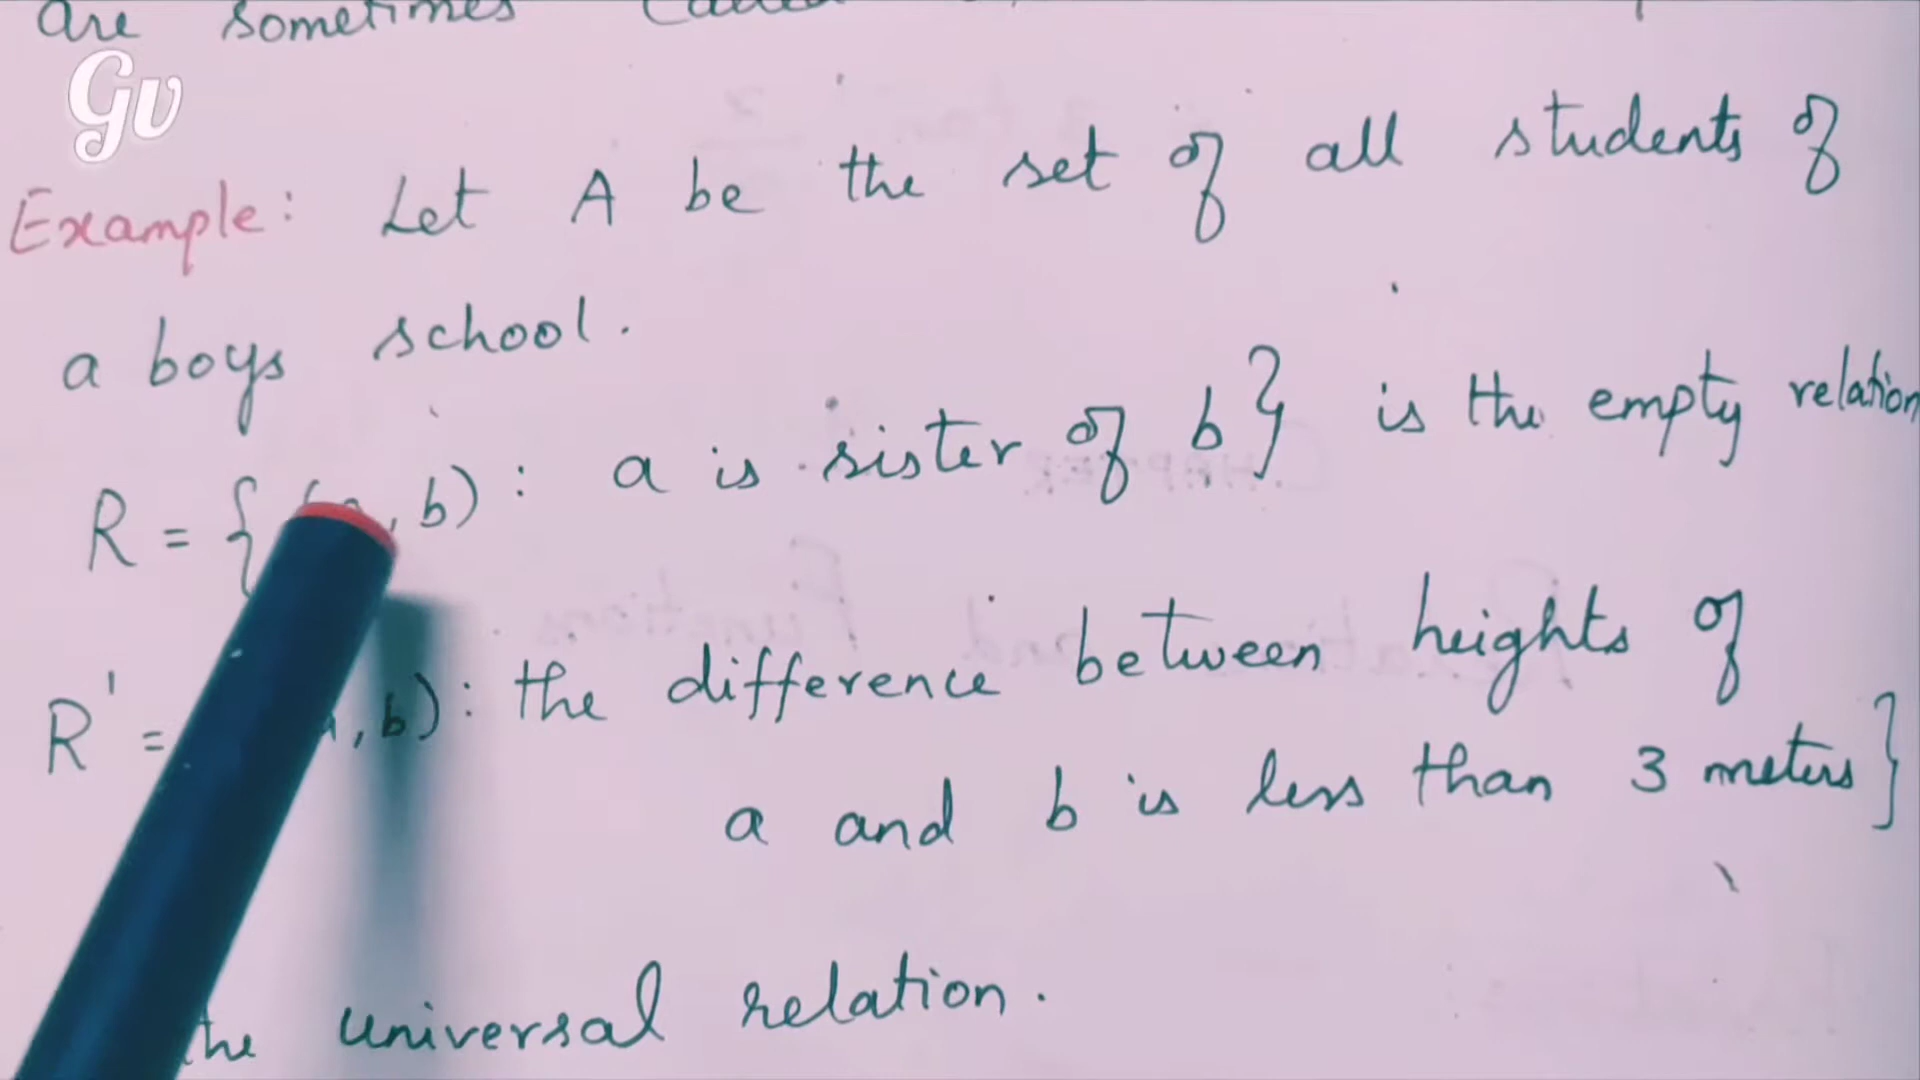 are sometimes
Gv
Example: Let A be the set of all students of
a boys school.
R = { , b) : a is sister of b} is the empty relation
R' = , b) : the difference between heights of
a and b is less than 3 meters}
the universal relation.